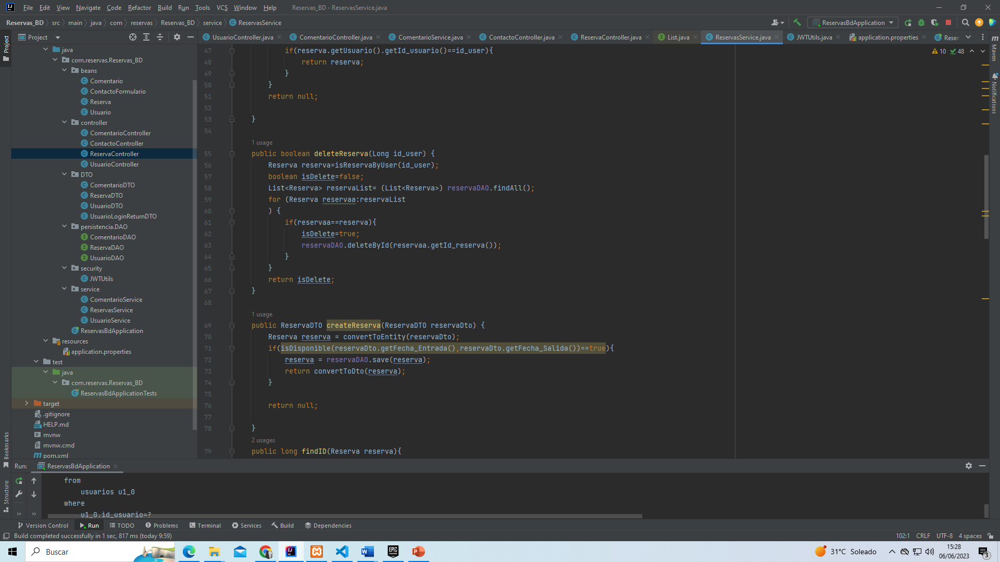 File Edit View Navigate Code Refactor Build Run Tools VCS Window Help Reservas_BD - ReservasService.java
Reservas_BD src main java com reservas Reservas_BD service ReservasService ReservasBdApplication
Project
UsuarioController.java ComentarioController.java ComentarioService.java ContactoController.java ReservaController.java List.java ReservasService.java JWTUtils.java application.properties Reser
Project
Maven
Notifications
Bookmarks
Structure
java
com.reservas.Reservas_BD
beans
Comentario
ContactoFormulario
Reserva
Usuario
controller
ComentarioController
ContactoController
ReservaController
UsuarioController
DTO
ComentarioDTO
ReservaDTO
UsuarioDTO
UsuarioLoginReturnDTO
persistencia.DAO
ComentarioDAO
ReservaDAO
UsuarioDAO
security
JWTUtils
service
ComentarioService
ReservasService
UsuarioService
ReservasBdApplication
resources
application.properties
test
java
com.reservas.Reservas_BD
ReservasBdApplicationTests
target
.gitignore
HELP.md
mvnw
mvnw.cmd
pom.xml
10 48
47 if(reserva.getUsuario().getId_usuario()==id_user){
48 return reserva;
49 }
50 }
51 return null;
52
53 }
54
1 usage
55 public boolean deleteReserva(Long id_user) {
56 Reserva reserva=isReservaByUser(id_user);
57 boolean isDelete=false;
58 List<Reserva> reservaList= (List<Reserva>) reservaDAO.findAll();
59 for (Reserva reservaa:reservaList
60 ) {
61 if(reservaa==reserva){
62 isDelete=true;
63 reservaDAO.deleteById(reservaa.getId_reserva());
64 }
65 }
66 return isDelete;
67 }
68
1 usage
69 public ReservaDTO createReserva(ReservaDTO reservaDto) {
70 Reserva reserva = convertToEntity(reservaDto);
71 if(isDisponible(reservaDto.getFecha_Entrada(),reservaDto.getFecha_Salida())==true){
72 reserva = reservaDAO.save(reserva);
73 return convertToDto(reserva);
74 }
75
76 return null;
77
78 }
2 usages
79 public long findID(Reserva reserva){
Run: ReservasBdApplication
from
usuarios u1_0
where
u1_0.id_usuario=?
Version Control Run TODO Problems Terminal Services Build Dependencies
Build completed successfully in 1 sec, 817 ms (today 9:59) 102:1 CRLF UTF-8 4 spaces
Buscar
31°C Soleado
15:28
06/06/2023
3